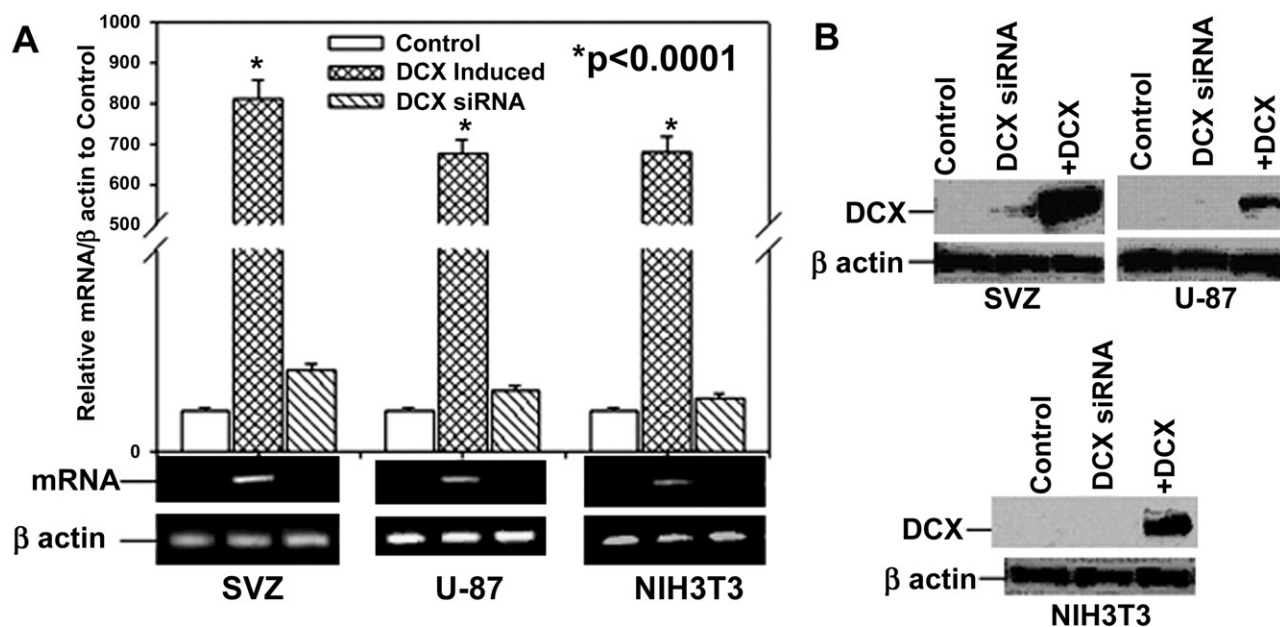 A
Relative mRNA/β actin to Control
1000
900
800
700
600
500
0
Control
DCX Induced
DCX siRNA
*p<0.0001
*
*
*
mRNA
β actin
SVZ
U-87
NIH3T3
B
Control
DCX siRNA
+DCX
Control
DCX siRNA
+DCX
DCX
β actin
SVZ
U-87
Control
DCX siRNA
+DCX
DCX
β actin
NIH3T3